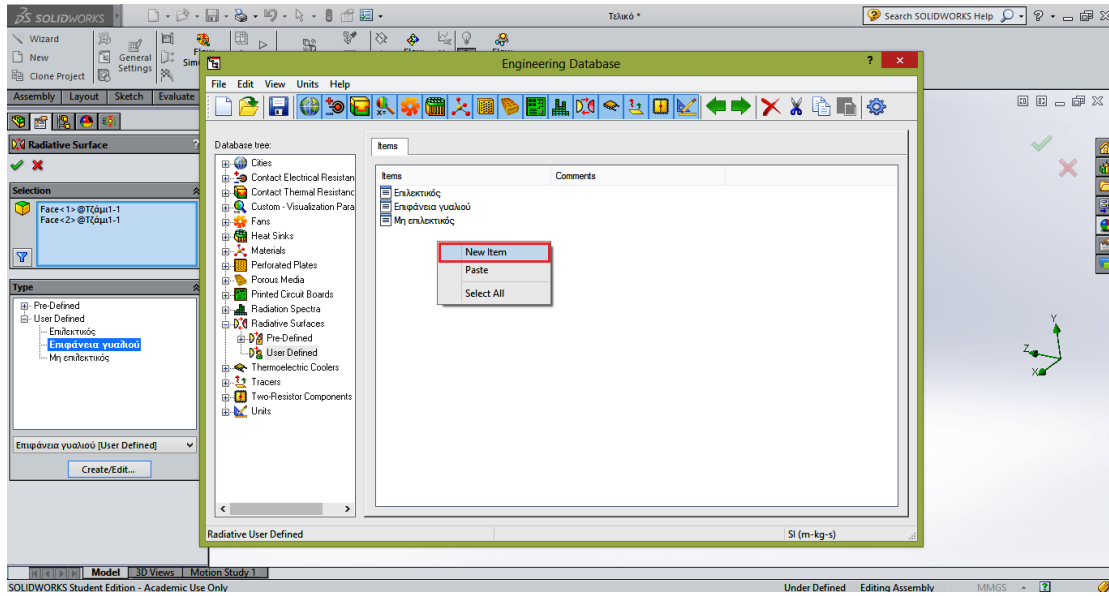 SOLIDWORKS
Τελικό *
Search SOLIDWORKS Help
Wizard
New
Clone Project
General Settings
Assembly Layout Sketch Evaluate
Radiative Surface
Selection
Face<1>@Τζάμι1-1
Face<2>@Τζάμι1-1
Type
Pre-Defined
User Defined
Επιλεκτικός
Επιφάνεια γυαλιού
Μη επιλεκτικός
Επιφάνεια γυαλιού [User Defined]
Create/Edit...
Engineering Database
File Edit View Units Help
Database tree:
Cities
Contact Electrical Resistan
Contact Thermal Resistanc
Custom - Visualization Para
Fans
Heat Sinks
Materials
Perforated Plates
Porous Media
Printed Circuit Boards
Radiation Spectra
Radiative Surfaces
Pre-Defined
User Defined
Thermoelectric Coolers
Tracers
Two-Resistor Components
Units
Items
Items Comments
Επιλεκτικός
Επιφάνεια γυαλιού
Μη επιλεκτικός
New Item
Paste
Select All
Radiative User Defined
SI (m-kg-s)
Y
Z
X
Model 3D Views Motion Study 1
SOLIDWORKS Student Edition - Academic Use Only
Under Defined Editing Assembly MMGS